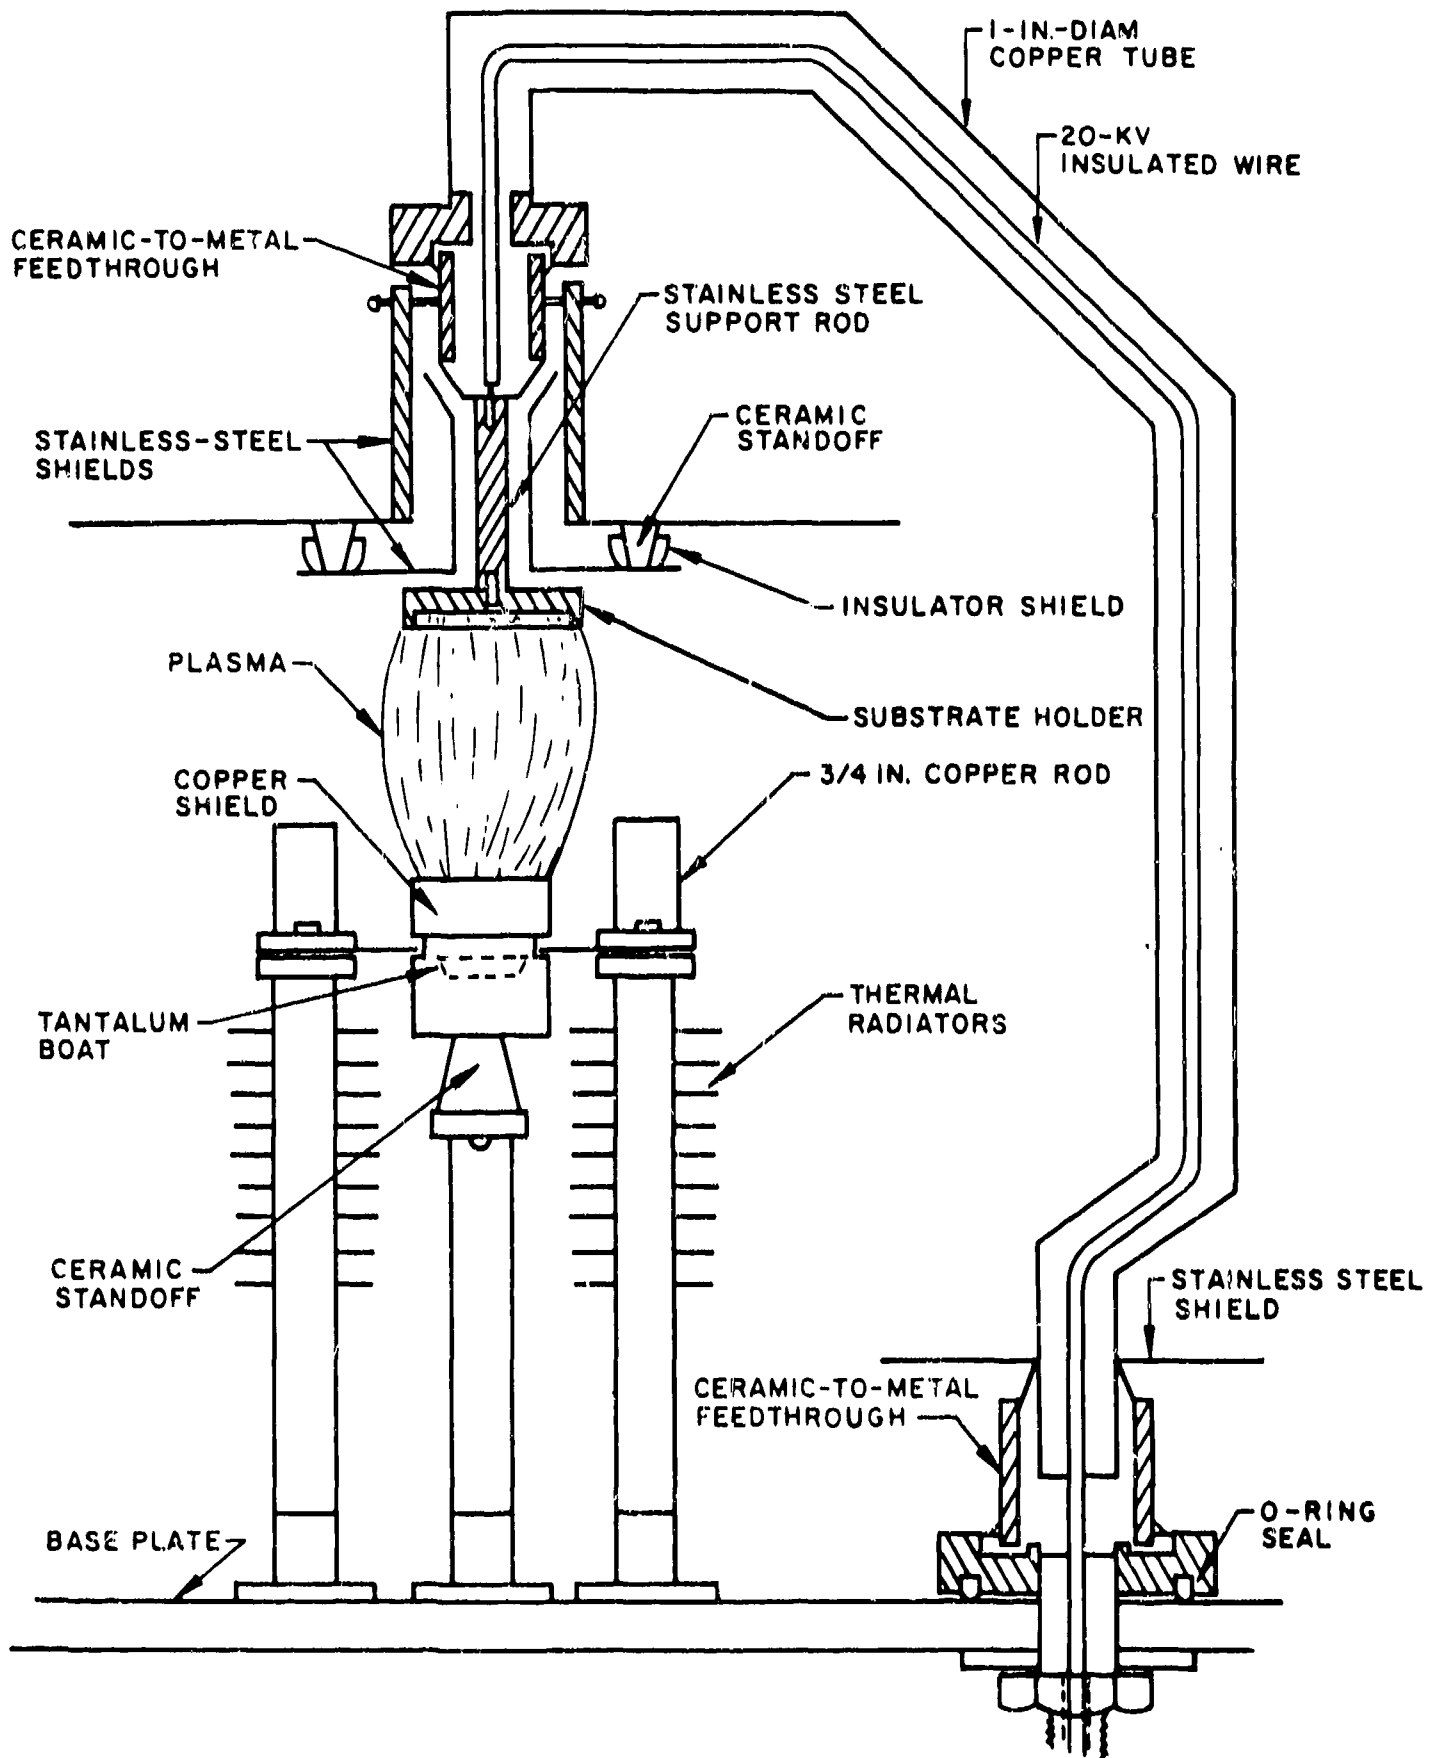 1-IN.-DIAM
COPPER TUBE
20-KV
INSULATED WIRE
CERAMIC-TO-METAL
FEEDTHROUGH
STAINLESS STEEL
SUPPORT ROD
CERAMIC
STANDOFF
STAINLESS-STEEL
SHIELDS
INSULATOR SHIELD
PLASMA
SUBSTRATE HOLDER
COPPER
SHIELD
3/4 IN. COPPER ROD
TANTALUM
BOAT
THERMAL
RADIATORS
CERAMIC
STANDOFF
STAINLESS STEEL
SHIELD
CERAMIC-TO-METAL
FEEDTHROUGH
O-RING
SEAL
BASE PLATE